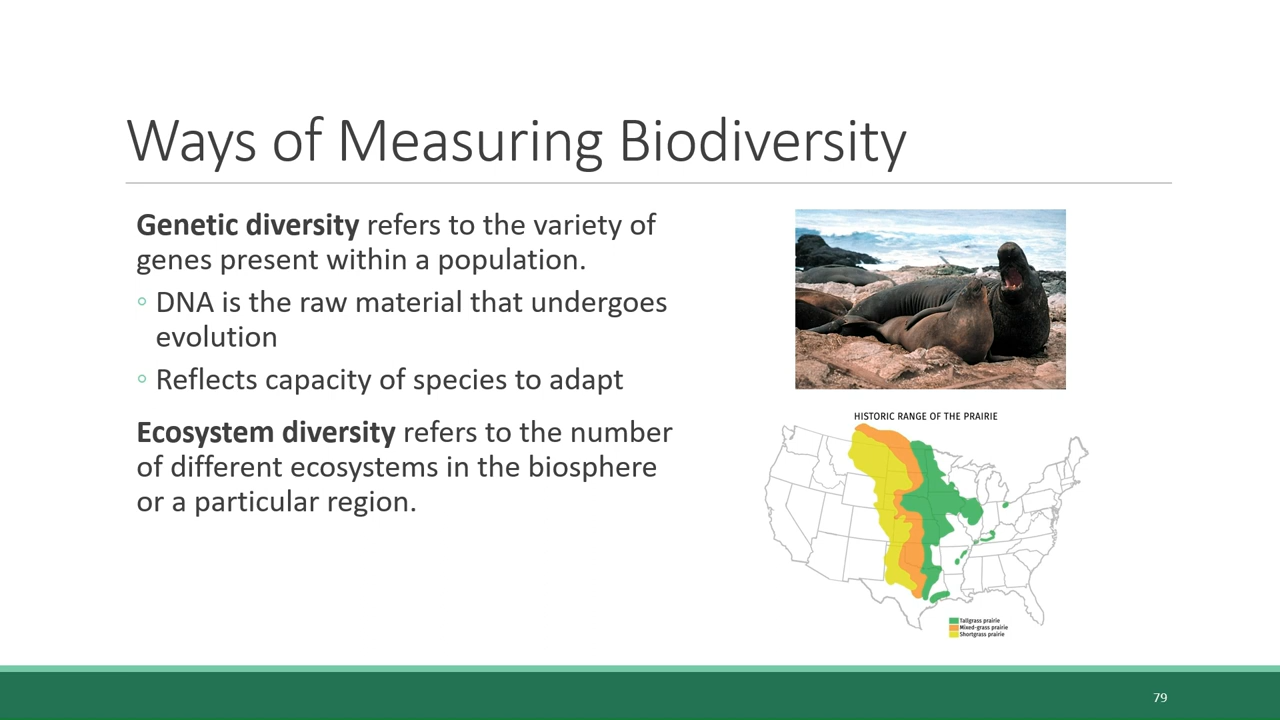 Ways of Measuring Biodiversity
Genetic diversity refers to the variety of
genes present within a population.
◦ DNA is the raw material that undergoes
evolution
◦ Reflects capacity of species to adapt
Ecosystem diversity refers to the number
of different ecosystems in the biosphere
or a particular region.
HISTORIC RANGE OF THE PRAIRIE
Tallgrass prairie
Mixed-grass prairie
Shortgrass prairie
79